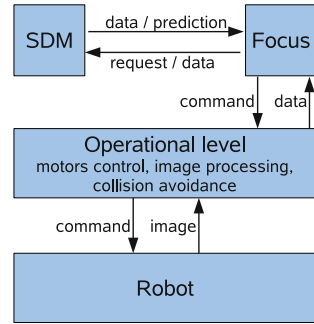 data / prediction
SDM
Focus
request / data
command
data
Operational level
motors control, image processing,
collision avoidance
command
image
Robot